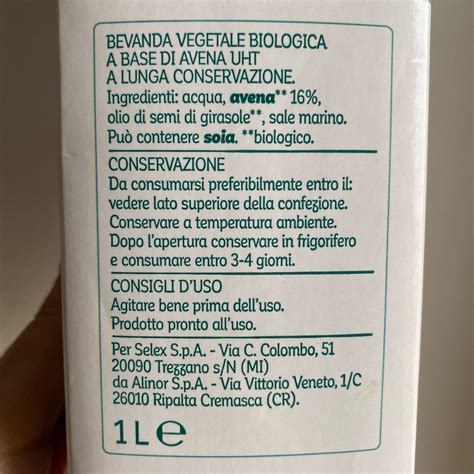 BEVANDA VEGETALE BIOLOGICA
A BASE DI AVENA UHT
A LUNGA CONSERVAZIONE.
Ingredienti: acqua, avena** 16%,
olio di semi di girasole**, sale marino.
Può contenere soia. **biologico.
CONSERVAZIONE
Da consumarsi preferibilmente entro il:
vedere lato superiore della confezione.
Conservare a temperatura ambiente.
Dopo l'apertura conservare in frigorifero
e consumare entro 3-4 giorni.
CONSIGLI D'USO
Agitare bene prima dell'uso.
Prodotto pronto all'uso.
Per Selex S.p.A. - Via C. Colombo, 51
20090 Trezzano s/N (MI)
da Alinor S.p.A. - Via Vittorio Veneto, 1/C
26010 Ripalta Cremasca (CR).
1 L ℮